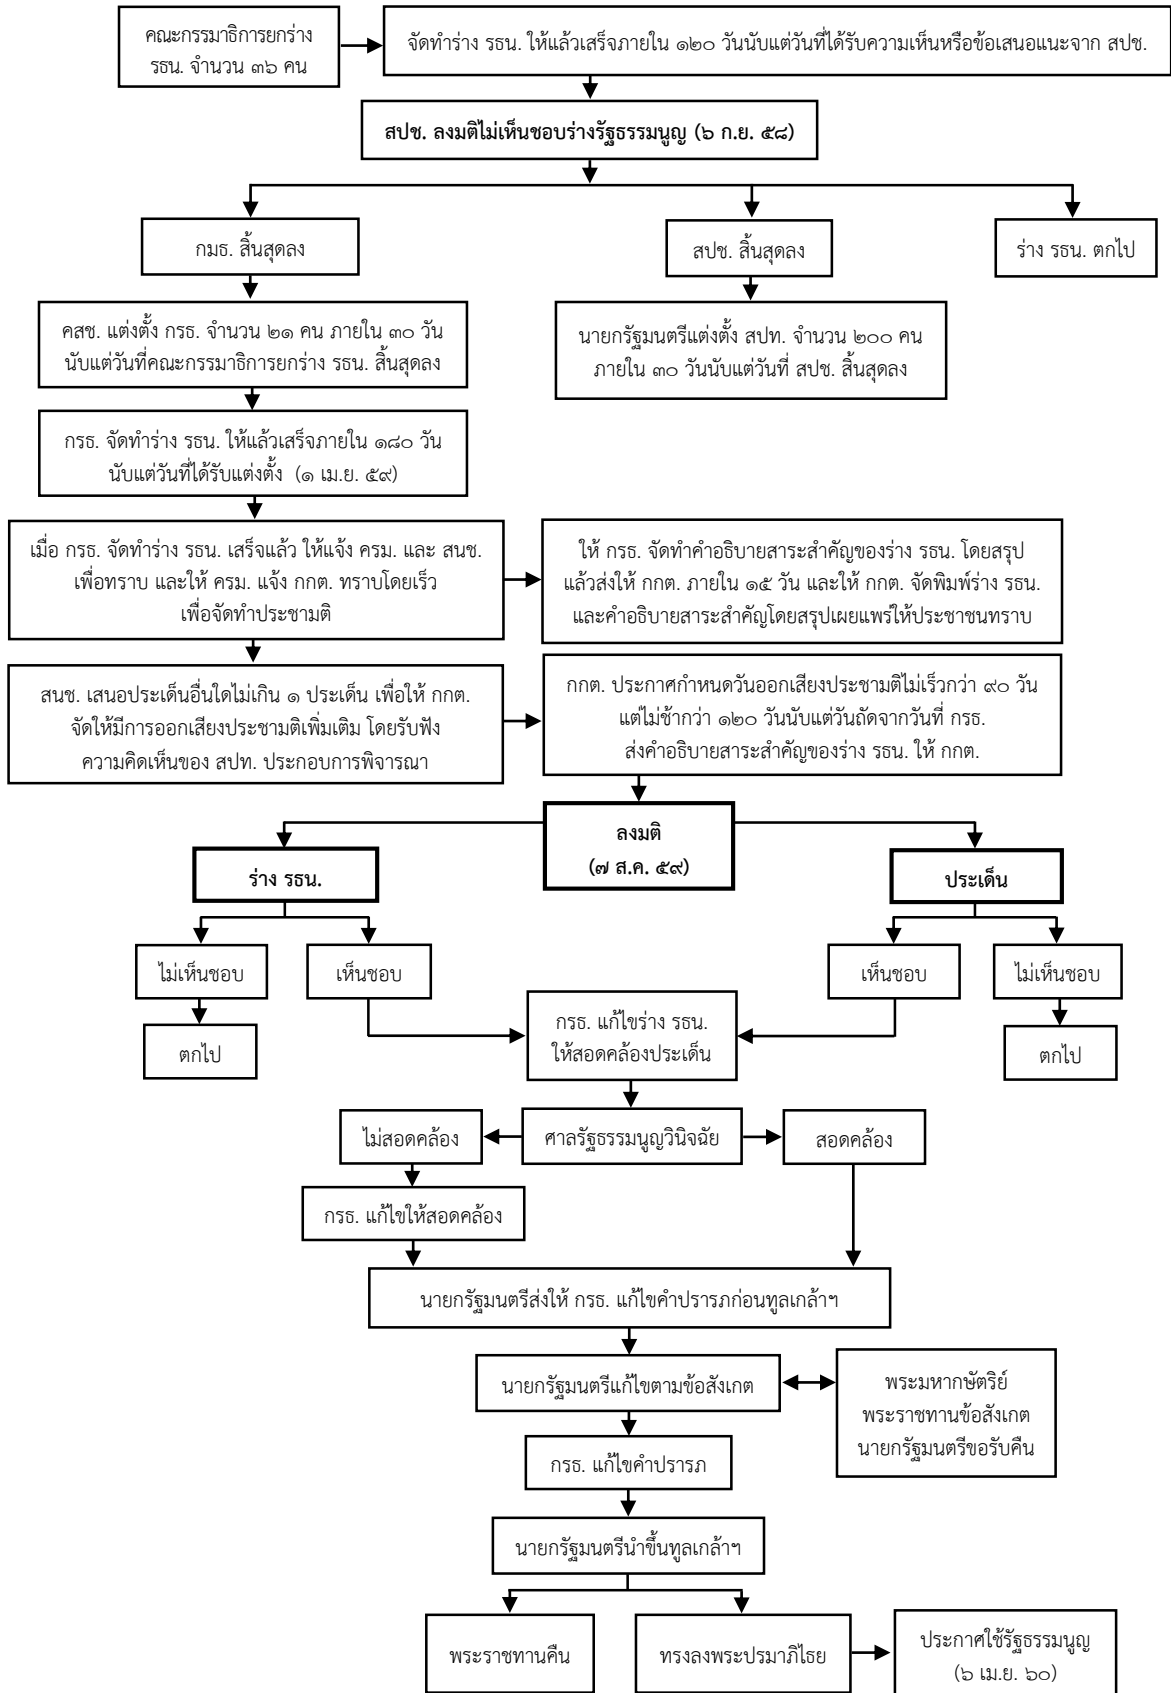 คณะกรรมาธิการยกร่าง
รธน. จำนวน ๓๖ คน
จัดทำร่าง รธน. ให้แล้วเสร็จภายใน ๑๒๐ วันนับแต่วันที่ได้รับความเห็นหรือข้อเสนอแนะจาก สปช.
สปช. ลงมติไม่เห็นชอบร่างรัฐธรรมนูญ (๖ ก.ย. ๕๘)
กมธ. สิ้นสุดลง
สปช. สิ้นสุดลง
ร่าง รธน. ตกไป
คสช. แต่งตั้ง กรธ. จำนวน ๒๑ คน ภายใน ๓๐ วัน
นับแต่วันที่คณะกรรมาธิการยกร่าง รธน. สิ้นสุดลง
นายกรัฐมนตรีแต่งตั้ง สปท. จำนวน ๒๐๐ คน
ภายใน ๓๐ วันนับแต่วันที่ สปช. สิ้นสุดลง
กรธ. จัดทำร่าง รธน. ให้แล้วเสร็จภายใน ๑๘๐ วัน
นับแต่วันที่ได้รับแต่งตั้ง (๑ เม.ย. ๕๙)
เมื่อ กรธ. จัดทำร่าง รธน. เสร็จแล้ว ให้แจ้ง ครม. และ สนช.
เพื่อทราบ และให้ ครม. แจ้ง กกต. ทราบโดยเร็ว
เพื่อจัดทำประชามติ
ให้ กรธ. จัดทำคำอธิบายสาระสำคัญของร่าง รธน. โดยสรุป
แล้วส่งให้ กกต. ภายใน ๑๕ วัน และให้ กกต. จัดพิมพ์ร่าง รธน.
และคำอธิบายสาระสำคัญโดยสรุปเผยแพร่ให้ประชาชนทราบ
สนช. เสนอประเด็นอื่นใดไม่เกิน ๑ ประเด็น เพื่อให้ กกต.
จัดให้มีการออกเสียงประชามติเพิ่มเติม โดยรับฟัง
ความคิดเห็นของ สปท. ประกอบการพิจารณา
กกต. ประกาศกำหนดวันออกเสียงประชามติไม่เร็วกว่า ๙๐ วัน
แต่ไม่ช้ากว่า ๑๒๐ วันนับแต่วันถัดจากวันที่ กรธ.
ส่งคำอธิบายสาระสำคัญของร่าง รธน. ให้ กกต.
ลงมติ
(๗ ส.ค. ๕๙)
ร่าง รธน.
ประเด็น
ไม่เห็นชอบ
เห็นชอบ
เห็นชอบ
ไม่เห็นชอบ
ตกไป
กรธ. แก้ไขร่าง รธน.
ให้สอดคล้องประเด็น
ตกไป
ไม่สอดคล้อง
ศาลรัฐธรรมนูญวินิจฉัย
สอดคล้อง
กรธ. แก้ไขให้สอดคล้อง
นายกรัฐมนตรีส่งให้ กรธ. แก้ไขคำปรารภก่อนทูลเกล้าฯ
นายกรัฐมนตรีแก้ไขตามข้อสังเกต
พระมหากษัตริย์
พระราชทานข้อสังเกต
นายกรัฐมนตรีขอรับคืน
กรธ. แก้ไขคำปรารภ
นายกรัฐมนตรีนำขึ้นทูลเกล้าฯ
พระราชทานคืน
ทรงลงพระปรมาภิไธย
ประกาศใช้รัฐธรรมนูญ
(๖ เม.ย. ๖๐)